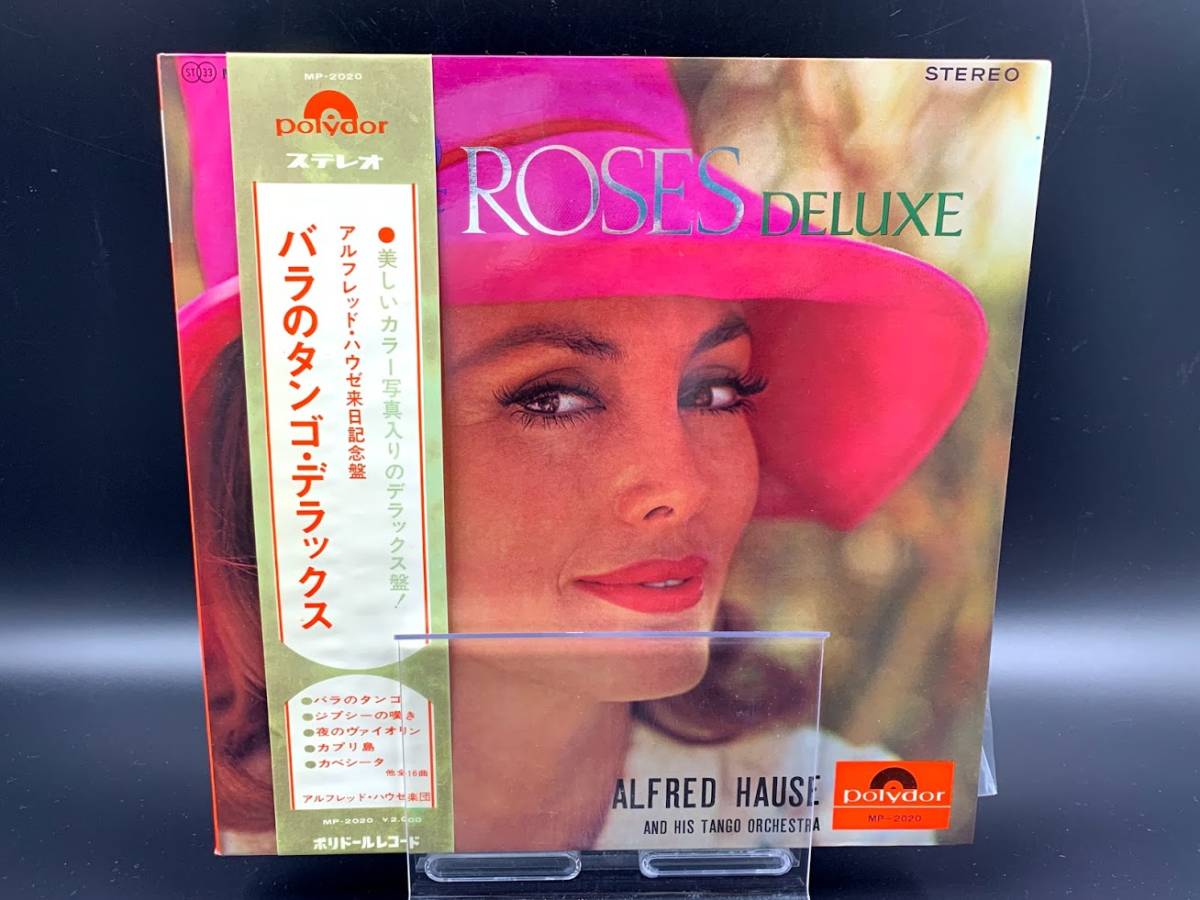 MP-2020
polydor
ステレオ
●美しいカラー写真入りのデラックス盤!
アルフレッド・ハウゼ来日記念盤
バラのタンゴ・デラックス
●バラのタンゴ
●ジプシーの嘆き
●夜のヴァイオリン
●カプリ島
●カベシータ
他全16曲
アルフレッド・ハウゼ楽団
MP-2020 ¥2,000
ポリドールレコード
ST 33
STEREO
ROSES DELUXE
ALFRED HAUSE
AND HIS TANGO ORCHESTRA
polydor
MP-2020